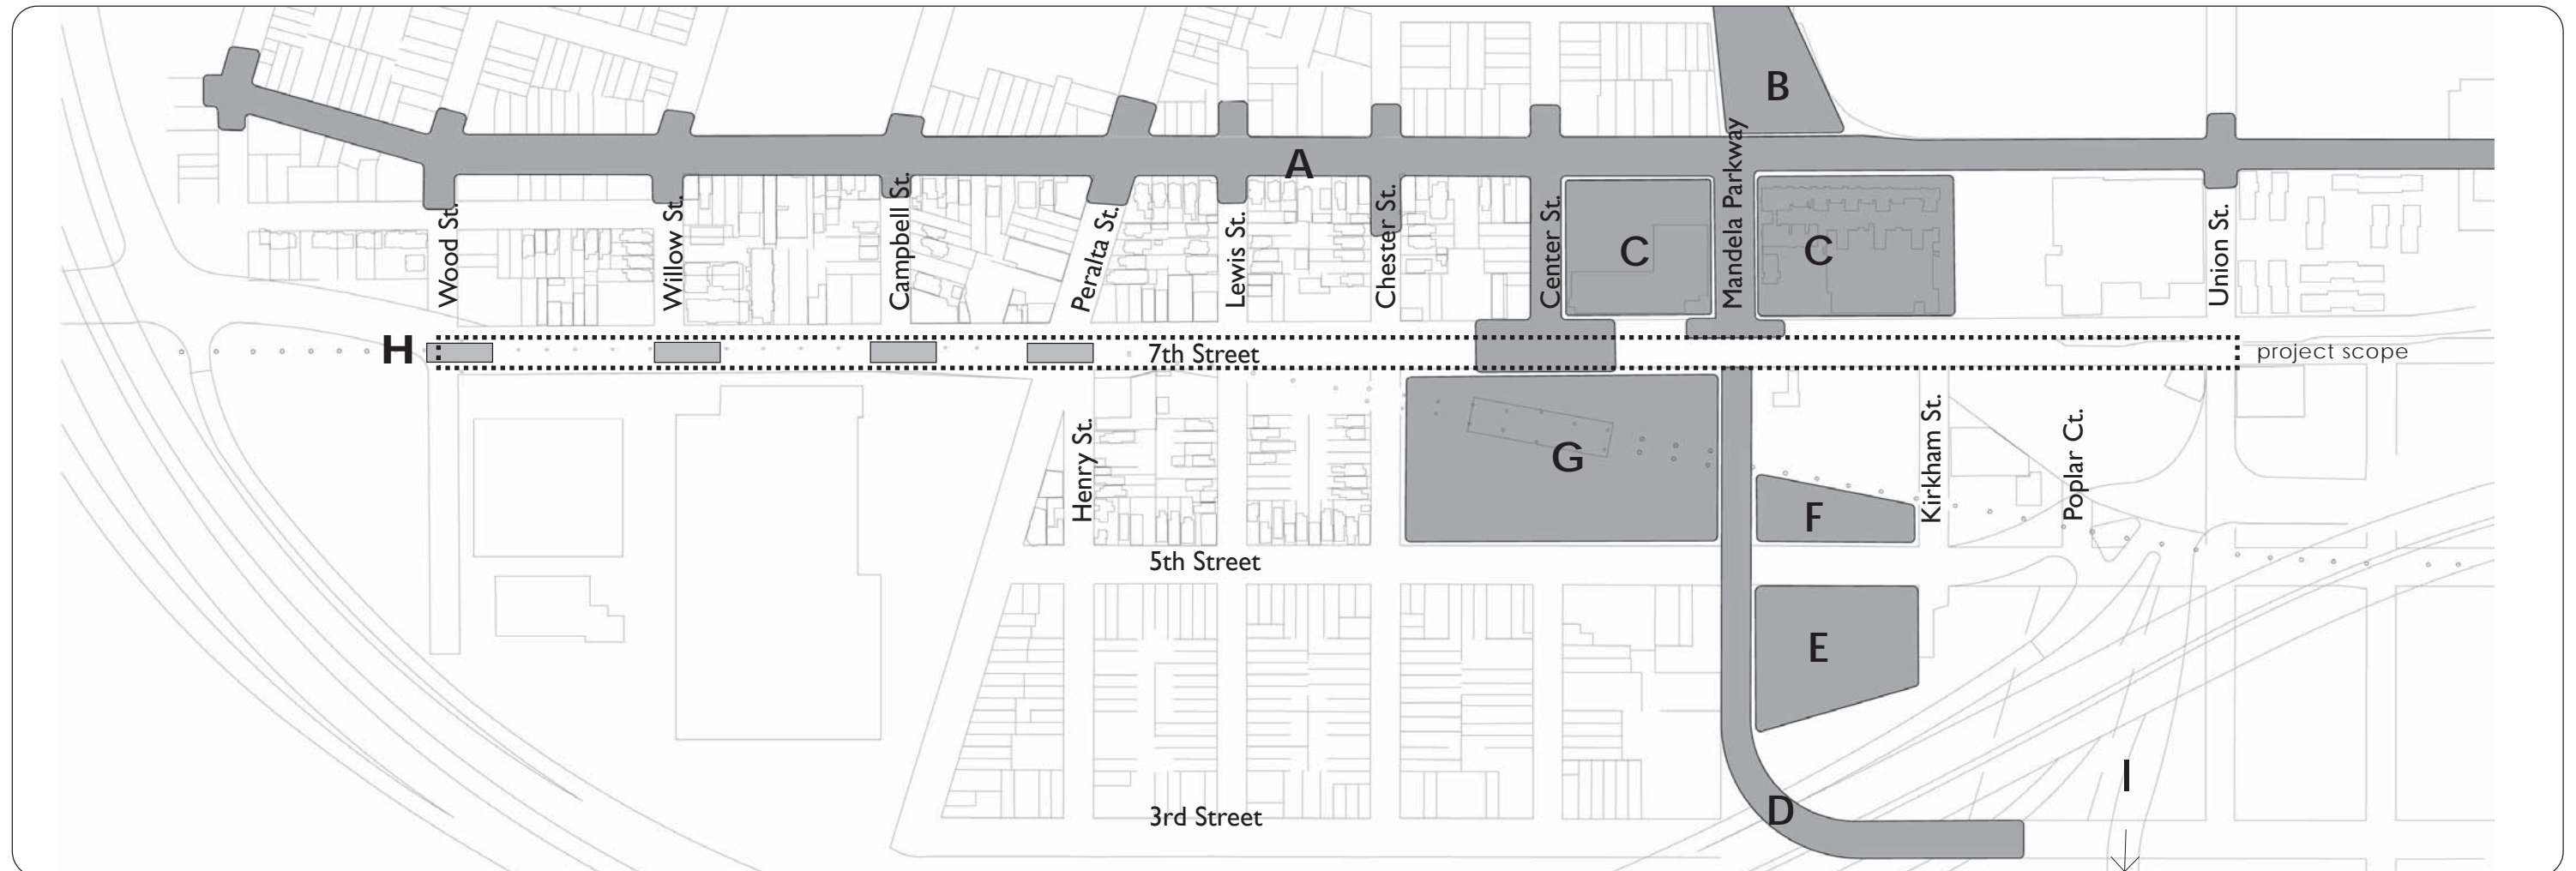 B
A
Mandela Parkway
Wood St.
Willow St.
Campbell St.
Peralta St.
Lewis St.
Chester St.
Center St.
C
C
Union St.
H
7th Street
project scope
Henry St.
G
F
Kirkham St.
Poplar Ct.
5th Street
E
I
D
3rd Street